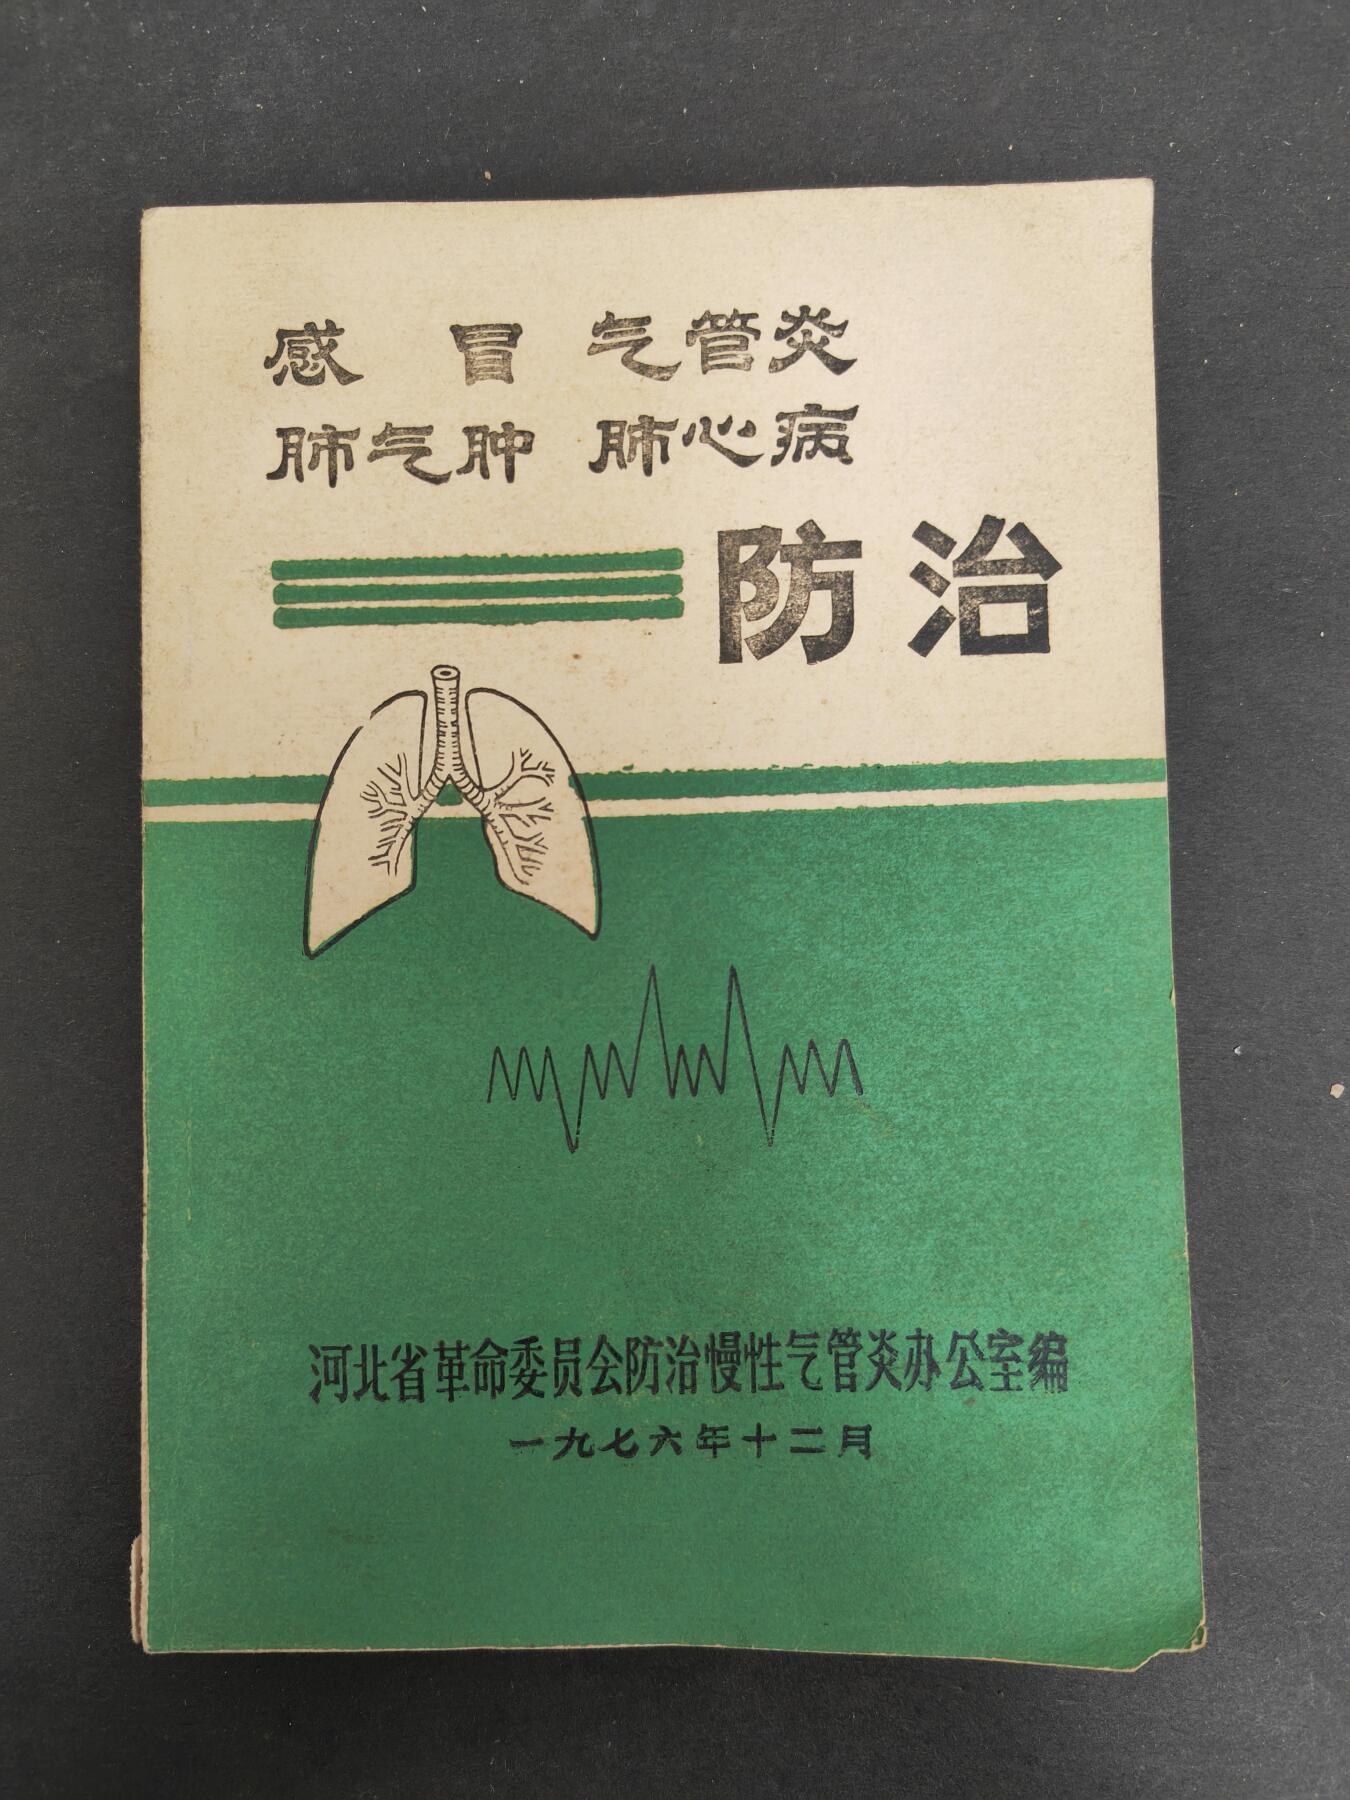 感冒 气管炎
肺气肿 肺心病
防治
河北省革命委员会防治慢性气管炎办公室编
一九七六年十二月